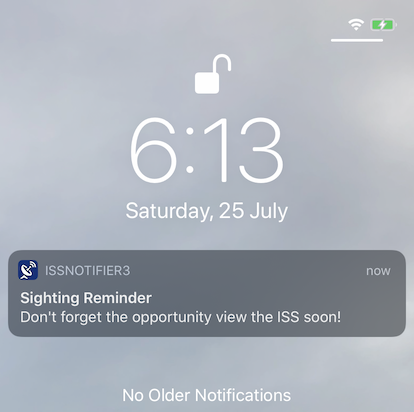 6:13
Saturday, 25 July
ISSNOTIFIER3 now
Sighting Reminder
Don't forget the opportunity view the ISS soon!
No Older Notifications